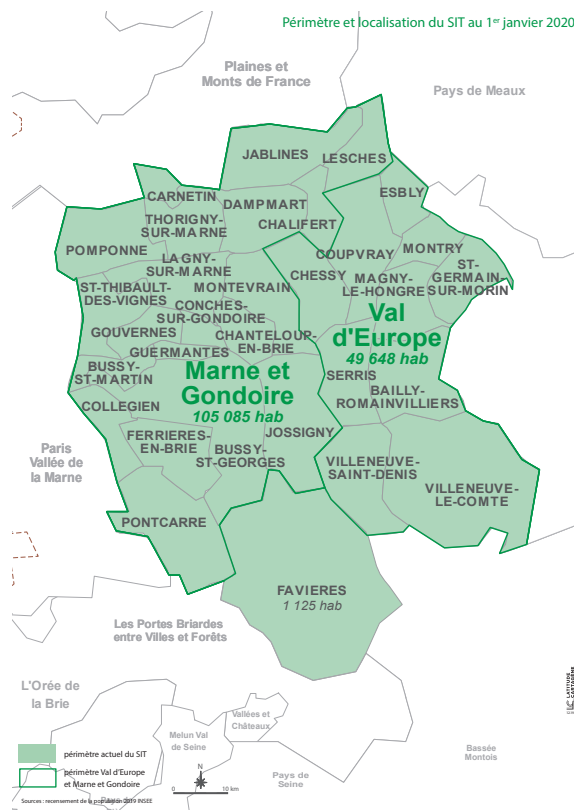 Périmètre et localisation du SIT au 1er janvier 2020
Plaines et
Monts de France
Pays de Meaux
JABLINES
LESCHES
CARNETIN
DAMPMART
ESBLY
THORIGNY-
SUR-MARNE
CHALIFERT
POMPONNE
LAGNY-
SUR-MARNE
COUPVRAY
MONTRY
ST-
GERMAIN-
SUR-MORIN
CHESSY
MAGNY-
LE-HONGRE
ST-THIBAULT-
DES-VIGNES
MONTEVRAIN
CONCHES-
SUR-GONDOIRE
Val
d'Europe
49 648 hab
GOUVERNES
CHANTELOUP-
EN-BRIE
GUERMANTES
BUSSY-
ST-MARTIN
Marne et
Gondoire
105 085 hab
SERRIS
BAILLY-
ROMAINVILLIERS
COLLEGIEN
FERRIERES-
EN-BRIE
BUSSY-
ST-GEORGES
JOSSIGNY
Paris
Vallée de
la Marne
VILLENEUVE-
SAINT-DENIS
VILLENEUVE-
LE-COMTE
PONTCARRE
FAVIERES
1 125 hab
Les Portes Briardes
entre Villes et Forêts
L'Orée de
la Brie
Vallées et
Châteaux
Melun Val
de Seine
Bassée
Montois
Pays de
Seine
LATITUDE
CARTAGENE
périmètre actuel du SIT
périmètre Val d'Europe
et Marne et Gondoire
N
0
10 km
Sources : recensement de la population 2019 INSEE